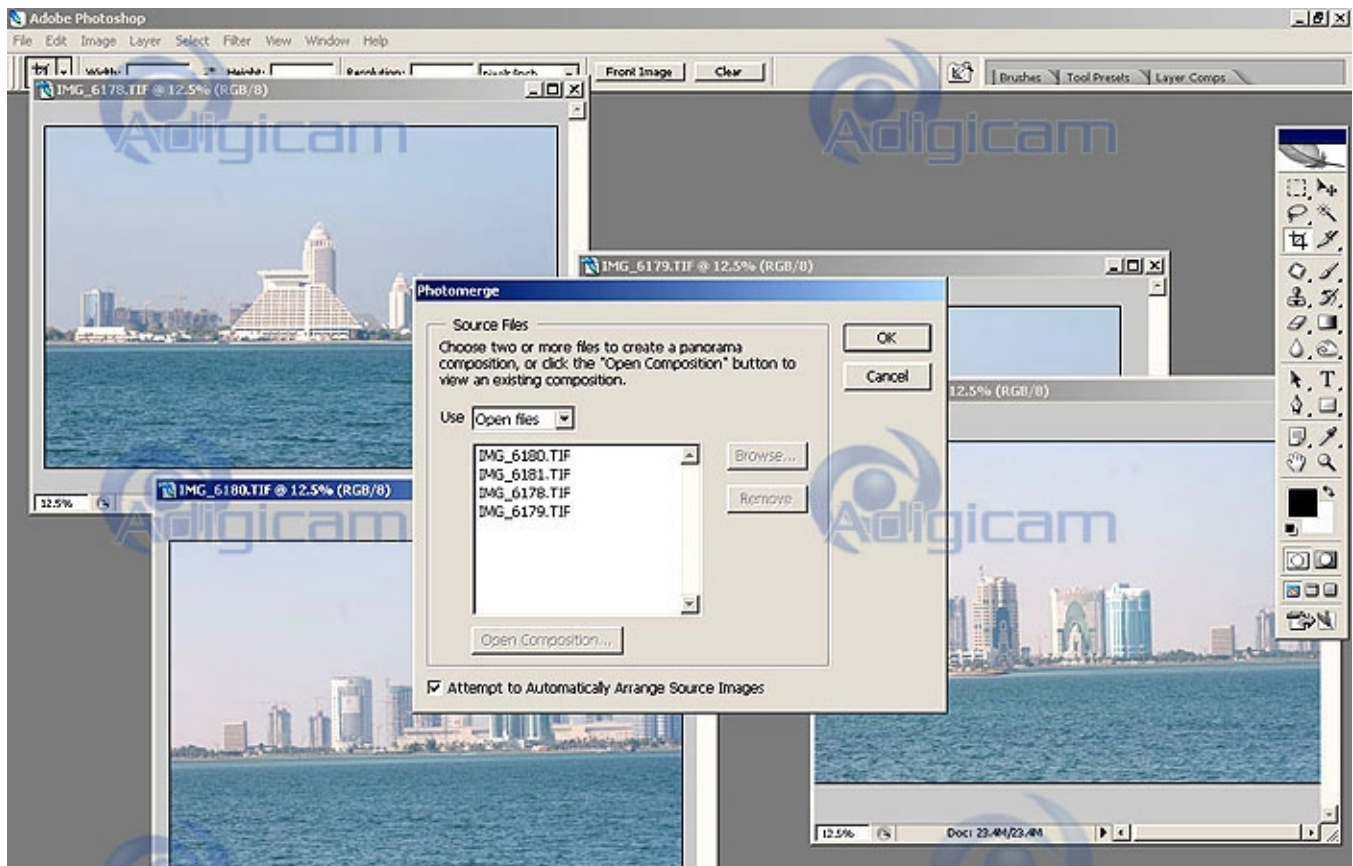 Adobe Photoshop
File Edit Image Layer Select Filter View Window Help
Width: Height: Resolution: pixels/inch Front Image Clear Brushes Tool Presets Layer Comps
IMG_6178.TIF @ 12.5% (RGB/8)
Adigicam Adigicam
IMG_6179.TIF @ 12.5% (RGB/8)
Photomerge
Source Files
Choose two or more files to create a panorama
composition, or click the "Open Composition" button to
view an existing composition.
OK
Cancel
12.5% (RGB/8)
Use Open files
IMG_6180.TIF
IMG_6181.TIF
IMG_6178.TIF
IMG_6179.TIF
Browse...
Remove
12.5%
IMG_6180.TIF @ 12.5% (RGB/8)
Adigicam Adigicam
Open Composition...
Attempt to Automatically Arrange Source Images
12.5% Doc: 23.4M/23.4M